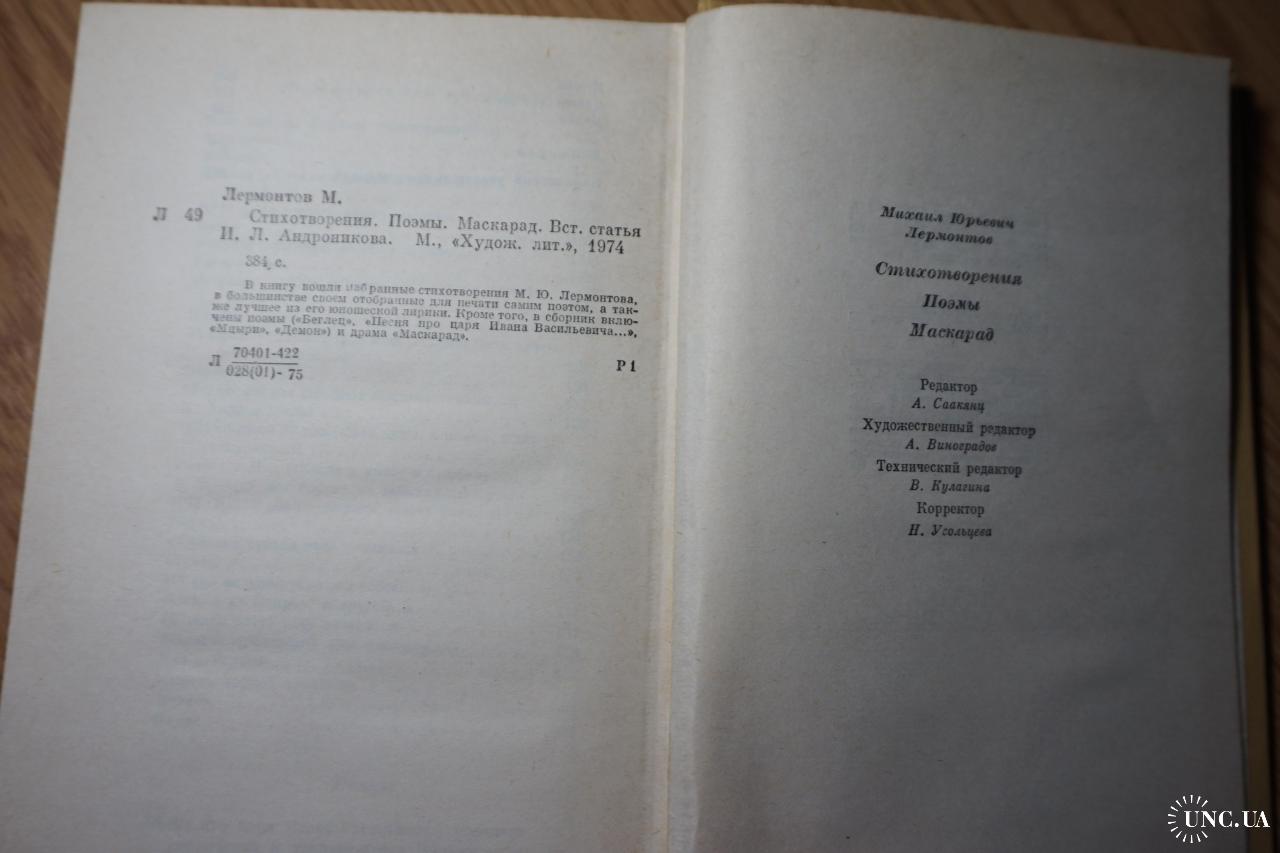 Лермонтов М.
Л 49
Стихотворения. Поэмы. Маскарад. Вст. статья
И. Л. Андроникова. М., «Худож. лит.», 1974
384 с.
В книгу вошли избранные стихотворения М. Ю. Лермонтова,
в большинстве своем отобранные для печати самим поэтом, а так-
же лучшее из его юношеской лирики. Кроме того, в сборник вклю-
чены поэмы («Беглец», «Песня про царя Ивана Васильевича...»,
«Мцыри», «Демон») и драма «Маскарад».
Л 70401-422
028(01)-75
Р1
Михаил Юрьевич
Лермонтов
Стихотворения
Поэмы
Маскарад
Редактор
А. Саакянц
Художественный редактор
А. Виноградов
Технический редактор
В. Кулагина
Корректор
Н. Усольцева
UNC.UA